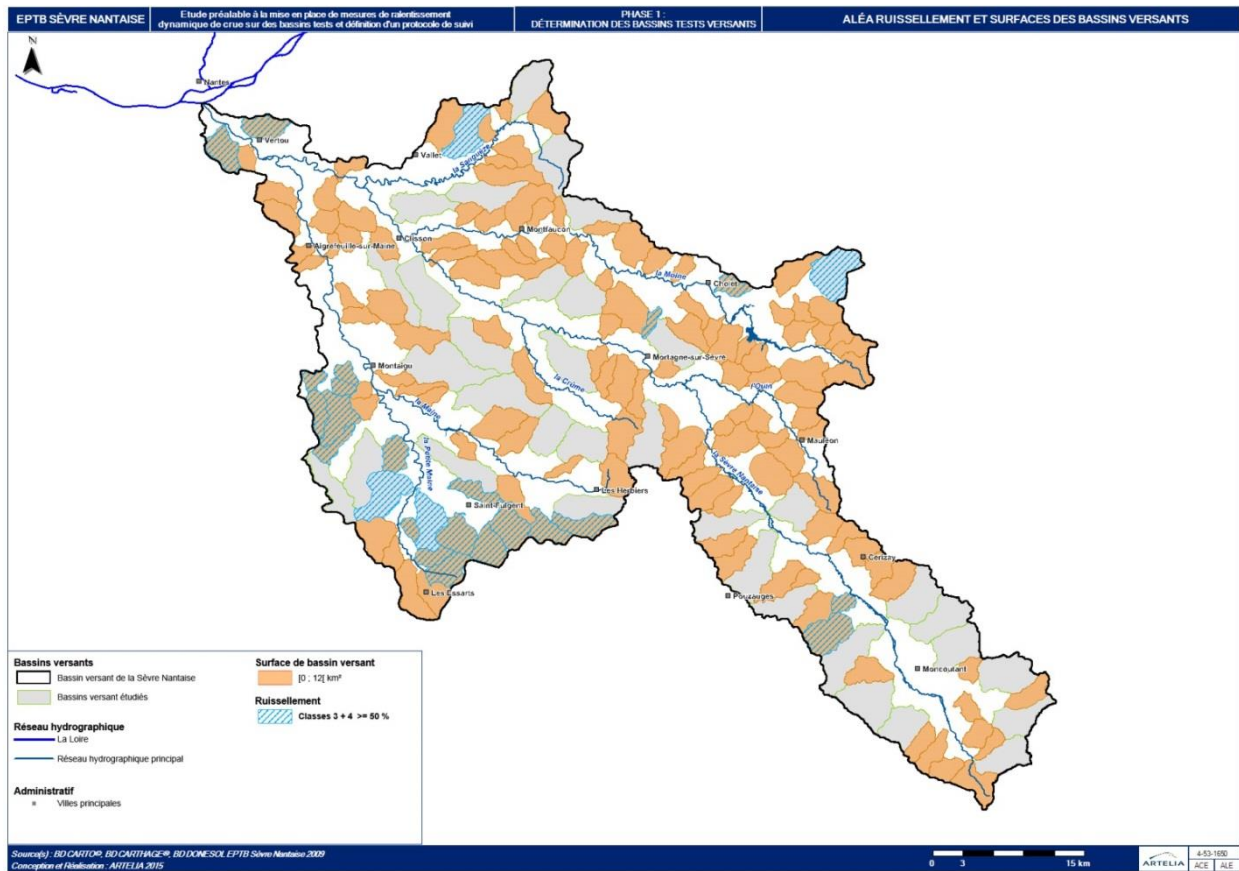 EPTB SÈVRE NANTAISE
Etude préalable à la mise en place de mesures de ralentissement
dynamique de crue sur des bassins tests et définition d'un protocole de suivi
PHASE 1 :
DÉTERMINATION DES BASSINS TESTS VERSANTS
ALÉA RUISSELLEMENT ET SURFACES DES BASSINS VERSANTS
N
Nantes
Vertou
Vallet
la Sanguèze
Aigrefeuille-sur-Maine
Clisson
Montfaucon
la Moine
Cholet
Mortagne-sur-Sèvre
Montaigu
la Crûme
la Maine
l'Ouin
Mauléon
la Petite Maine
la Sèvre Nantaise
Les Herbiers
Saint-Fulgent
Cerizay
Les Essarts
Pouzauges
Moncoutant
Bassins versants
Bassin versant de la Sèvre Nantaise
Bassins versant étudiés
Réseau hydrographique
La Loire
Réseau hydrographique principal
Administratif
Villes principales
Surface de bassin versant
[0 ; 12[ km²
Ruissellement
Classes 3 + 4 >= 50 %
Source(s) : BD CARTO®, BD CARTHAGE®, BD DONESOL EPTB Sèvre Nantaise 2009
Conception et Réalisation : ARTELIA 2015
0 3 15 km
ARTELIA
4-53-1650
ACE ALE